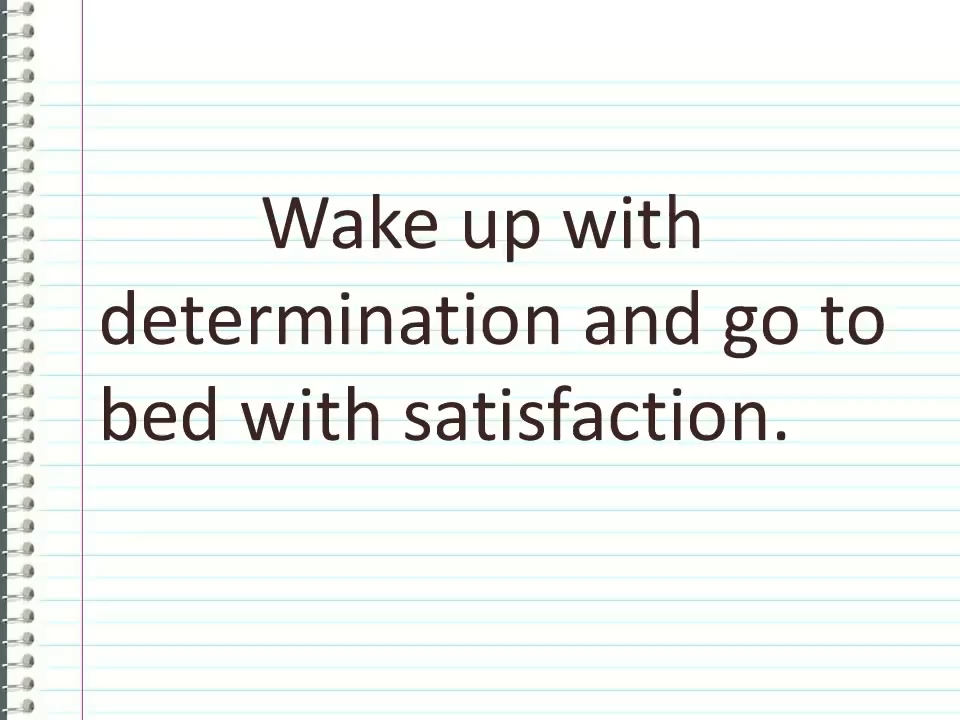 Wake up with
determination and go to
bed with satisfaction.